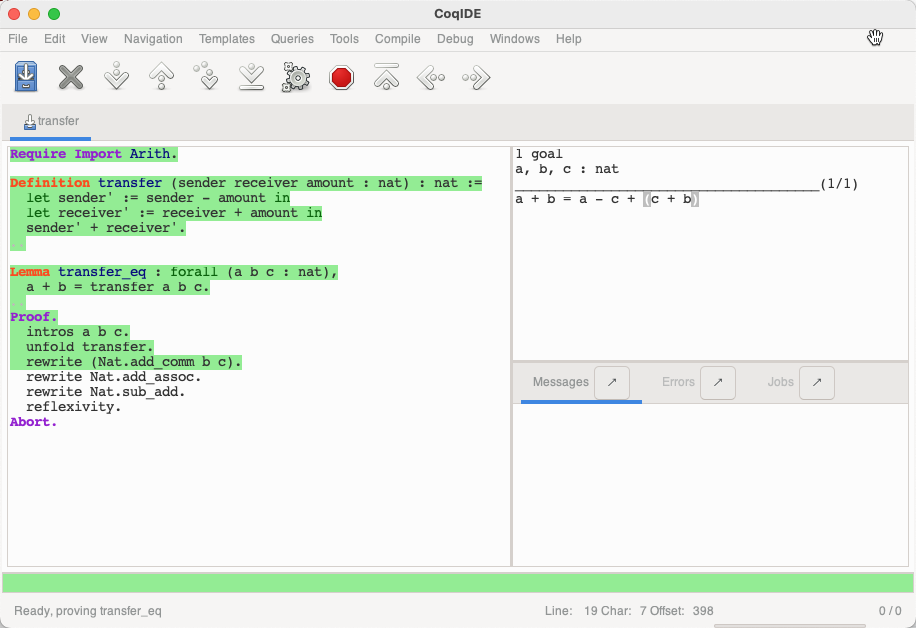 CoqIDE
File Edit View Navigation Templates Queries Tools Compile Debug Windows Help
transfer
Require Import Arith.
Definition transfer (sender receiver amount : nat) : nat :=
let sender' := sender - amount in
let receiver' := receiver + amount in
sender' + receiver'.
Lemma transfer_eq : forall (a b c : nat),
a + b = transfer a b c.
Proof.
intros a b c.
unfold transfer.
rewrite (Nat.add_comm b c).
rewrite Nat.add_assoc.
rewrite Nat.sub_add.
reflexivity.
Abort.
1 goal
a, b, c : nat
______________________________________(1/1)
a + b = a - c + (c + b)
Messages Errors Jobs
Ready, proving transfer_eq
Line: 19 Char: 7 Offset: 398
0 / 0